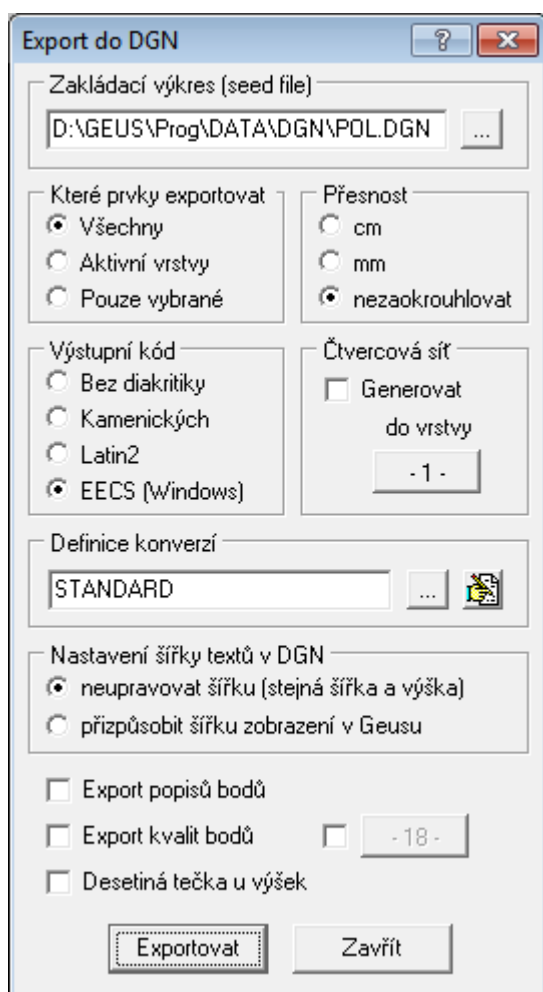 Export do DGN
Zakládací výkres (seed file)
D:\GEUS\Prog\DATA\DGN\POL.DGN ...
Které prvky exportovat
Všechny
Aktivní vrstvy
Pouze vybrané
Přesnost
cm
mm
nezaokrouhlovat
Výstupní kód
Bez diakritiky
Kamenických
Latin2
EECS (Windows)
Čtvercová síť
Generovat
do vrstvy
- 1 -
Definice konverzí
STANDARD ...
Nastavení šířky textů v DGN
neupravovat šířku (stejná šířka a výška)
přizpůsobit šířku zobrazení v Geusu
Export popisů bodů
Export kvalit bodů - 18 -
Desetiná tečka u výšek
Exportovat Zavřít